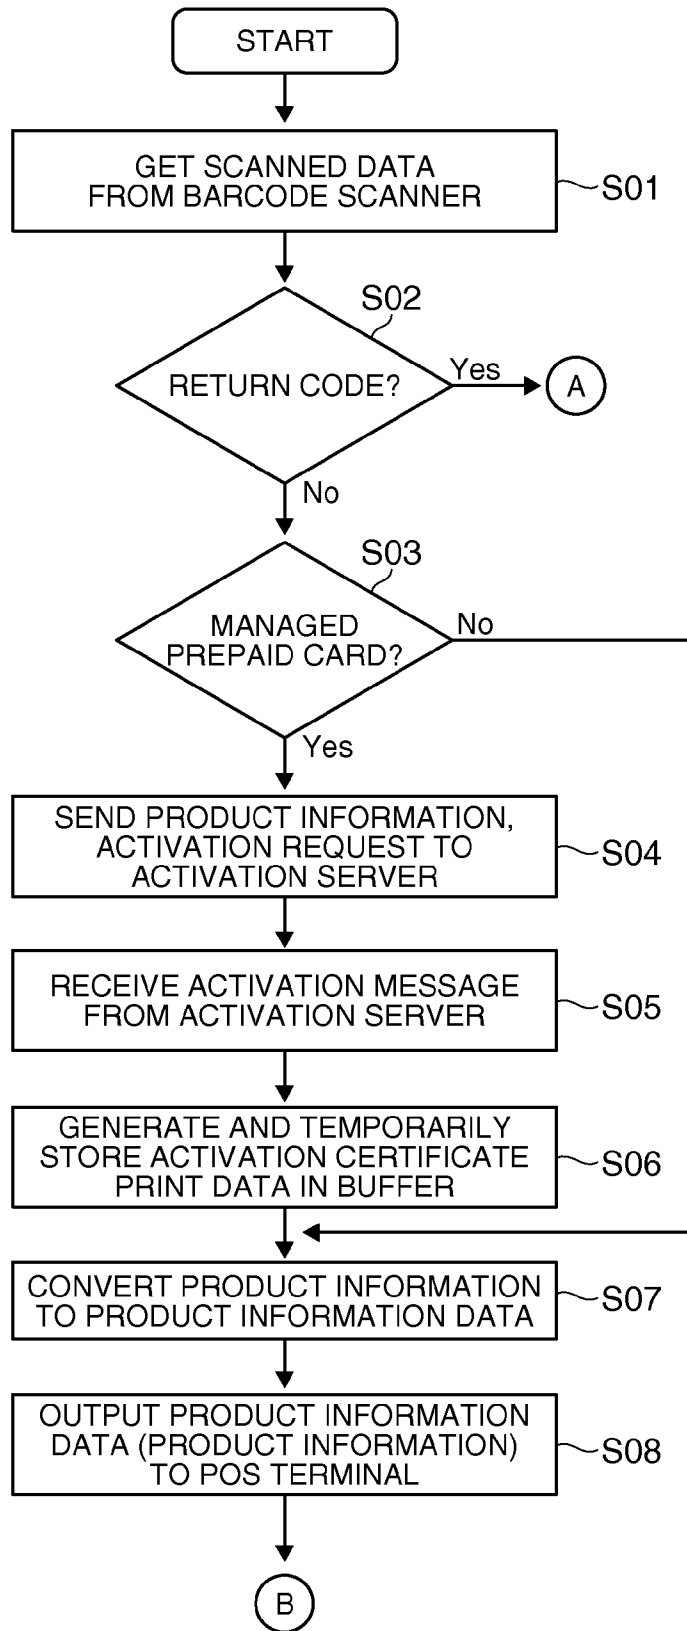 START
GET SCANNED DATA
FROM BARCODE SCANNER
S01
S02
RETURN CODE?
Yes
A
No
S03
MANAGED
PREPAID CARD?
No
Yes
SEND PRODUCT INFORMATION,
ACTIVATION REQUEST TO
ACTIVATION SERVER
S04
RECEIVE ACTIVATION MESSAGE
FROM ACTIVATION SERVER
S05
GENERATE AND TEMPORARILY
STORE ACTIVATION CERTIFICATE
PRINT DATA IN BUFFER
S06
CONVERT PRODUCT INFORMATION
TO PRODUCT INFORMATION DATA
S07
OUTPUT PRODUCT INFORMATION
DATA (PRODUCT INFORMATION)
TO POS TERMINAL
S08
B